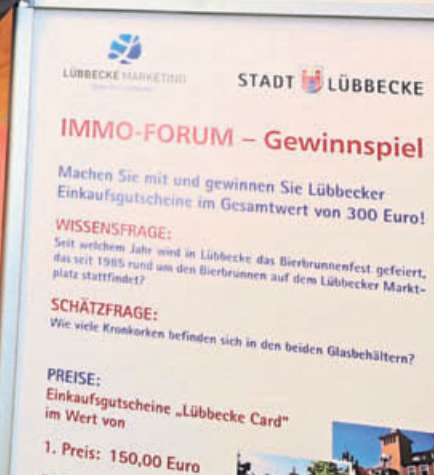 LÜBBECKE MARKETING
STADT LÜBBECKE
IMMO-FORUM – Gewinnspiel
Machen Sie mit und gewinnen Sie Lübbecker
Einkaufsgutscheine im Gesamtwert von 300 Euro!
WISSENSFRAGE:
Seit welchem Jahr wird in Lübbecke das Bierbrunnenfest gefeiert,
das seit 1985 rund um den Bierbrunnen auf dem Lübbecker Markt-
platz stattfindet?
SCHÄTZFRAGE:
Wie viele Kronkorken befinden sich in den beiden Glasbehältern?
PREISE:
Einkaufsgutscheine „Lübbecke Card"
im Wert von
1. Preis: 150,00 Euro